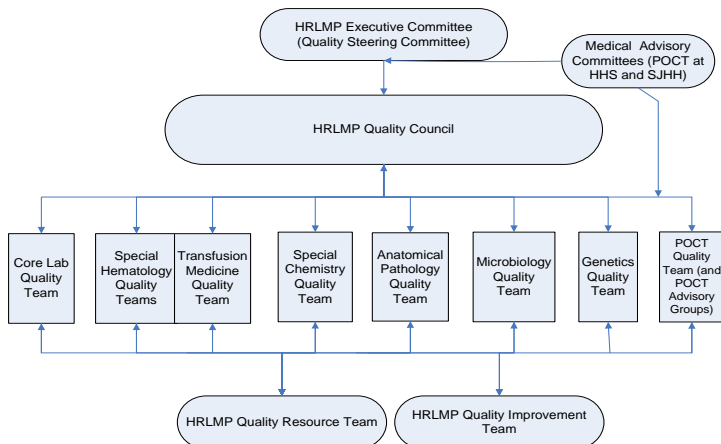 HRLMP Executive Committee
(Quality Steering Committee)
Medical Advisory
Committees (POCT at
HHS and SJHH)
HRLMP Quality Council
Core Lab
Quality
Team
Special
Hematology
Quality
Teams
Transfusion
Medicine
Quality
Team
Special
Chemistry
Quality
Team
Anatomical
Pathology
Quality
Team
Microbiology
Quality
Team
Genetics
Quality
Team
POCT
Quality
Team (and
POCT
Advisory
Groups)
HRLMP Quality Resource Team
HRLMP Quality Improvement
Team